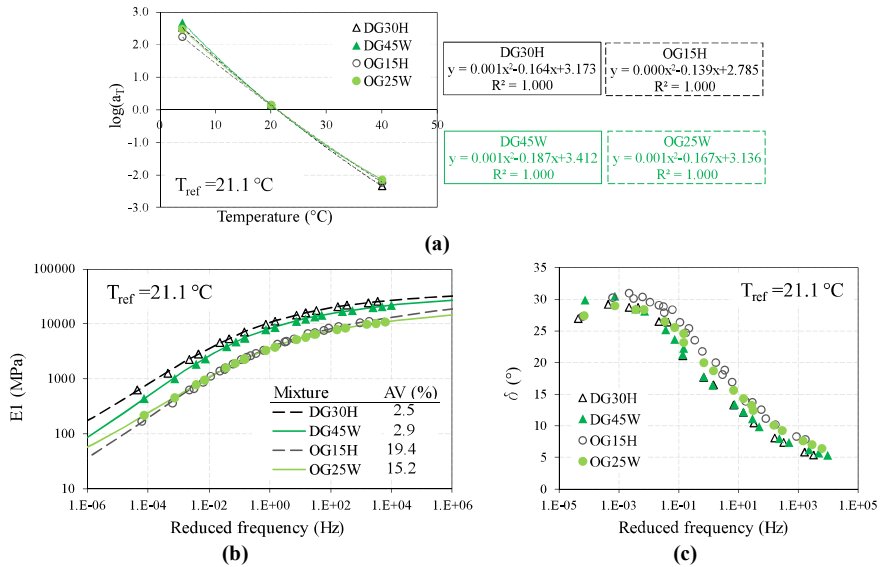 (a)
3.0
2.0
1.0
0.0
-1.0
-2.0
-3.0
log(aT)
0 10 20 30 40 50
DG30H
DG45W
OG15H
OG25W
Tref =21.1 °C
Temperature (°C)
DG30H
y = 0.001x²-0.164x+3.173
R² = 1.000
OG15H
y = 0.000x²-0.139x+2.785
R² = 1.000
DG45W
y = 0.001x²-0.187x+3.412
R² = 1.000
OG25W
y = 0.001x²-0.167x+3.136
R² = 1.000
(a)
100000
10000
1000
100
10
E1 (MPa)
Tref =21.1 °C
Mixture AV (%)
DG30H 2.5
DG45W 2.9
OG15H 19.4
OG25W 15.2
1.E-06 1.E-04 1.E-02 1.E+00 1.E+02 1.E+04 1.E+06
Reduced frequency (Hz)
(b)
35
30
25
20
15
10
5
0
δ (°)
Tref =21.1 °C
DG30H
DG45W
OG15H
OG25W
1.E-05 1.E-03 1.E-01 1.E+01 1.E+03 1.E+05
Reduced frequency (Hz)
(c)